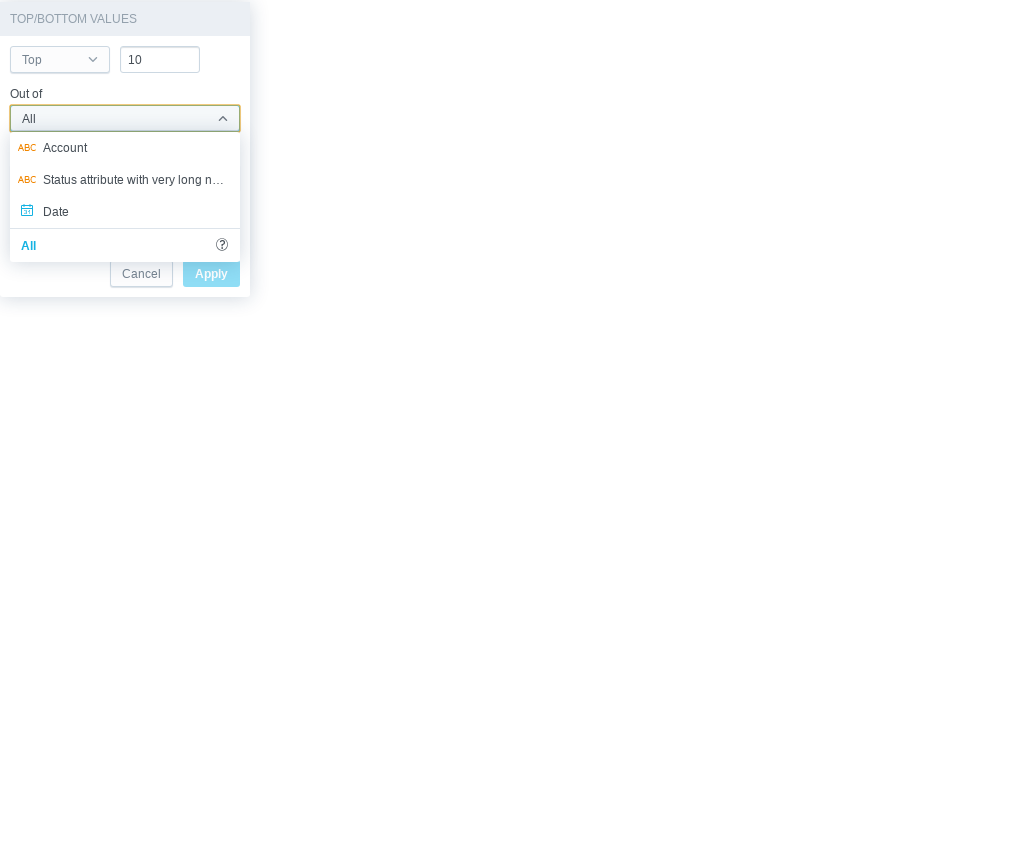 TOP/BOTTOM VALUES
Top 10
Out of
All
ABC Account
ABC Status attribute with very long n…
Date
All
Cancel Apply